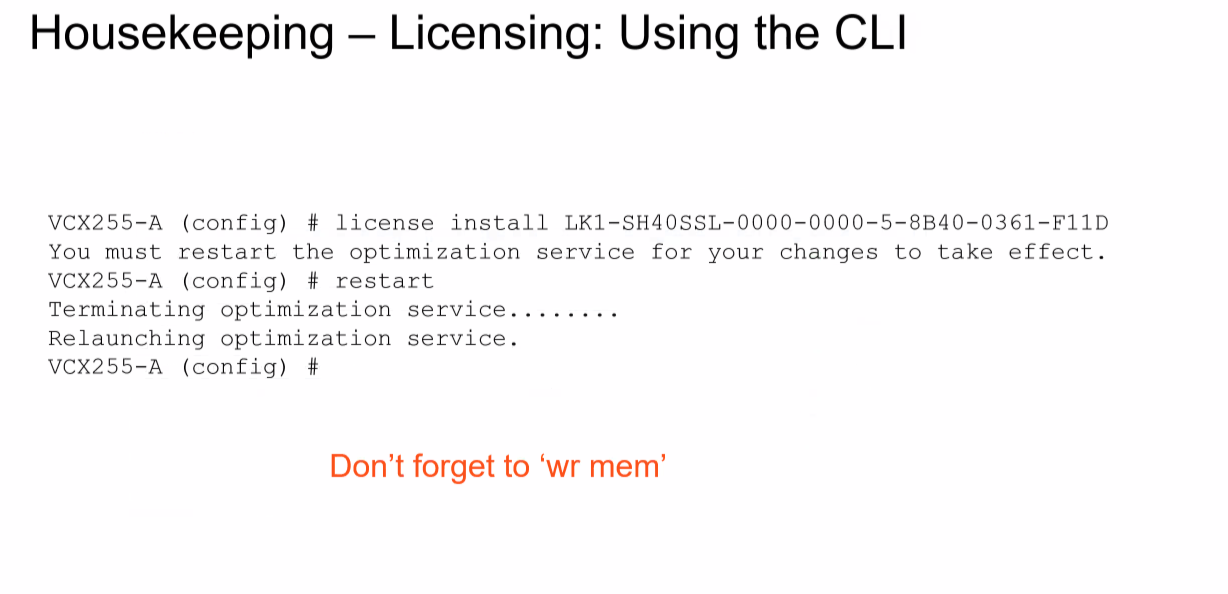 Housekeeping – Licensing: Using the CLI
VCX255-A (config) # license install LK1-SH40SSL-0000-0000-5-8B40-0361-F11D
You must restart the optimization service for your changes to take effect.
VCX255-A (config) # restart
Terminating optimization service........
Relaunching optimization service.
VCX255-A (config) #
Don’t forget to ‘wr mem’